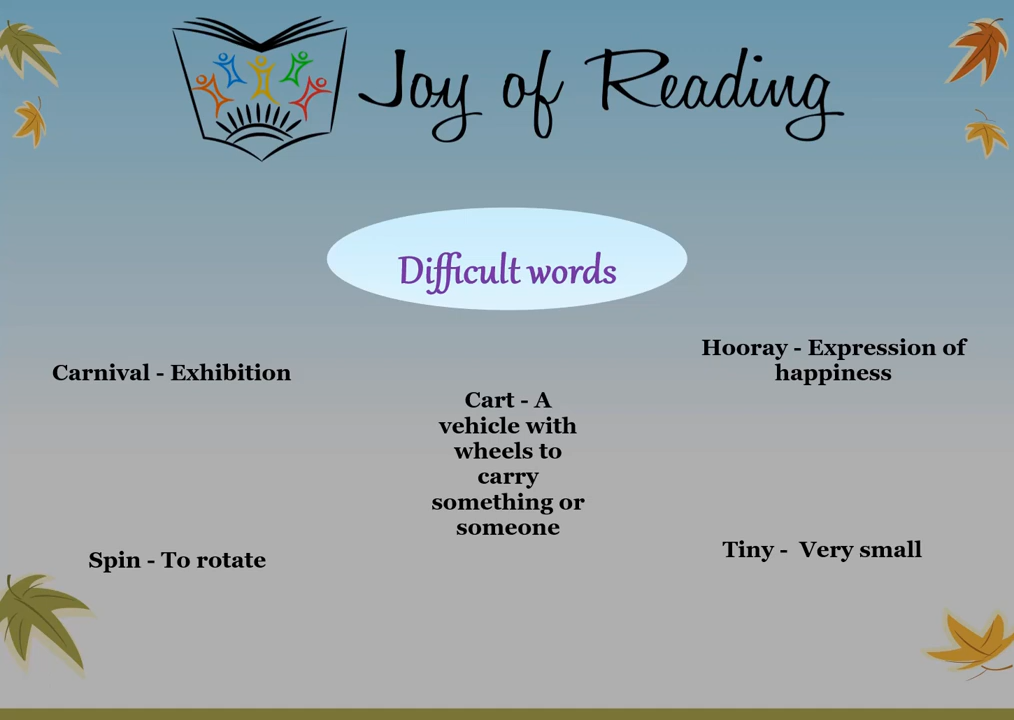 Joy of Reading
Difficult words
Carnival - Exhibition
Hooray - Expression of
happiness
Cart - A
vehicle with
wheels to
carry
something or
someone
Spin - To rotate
Tiny -  Very small